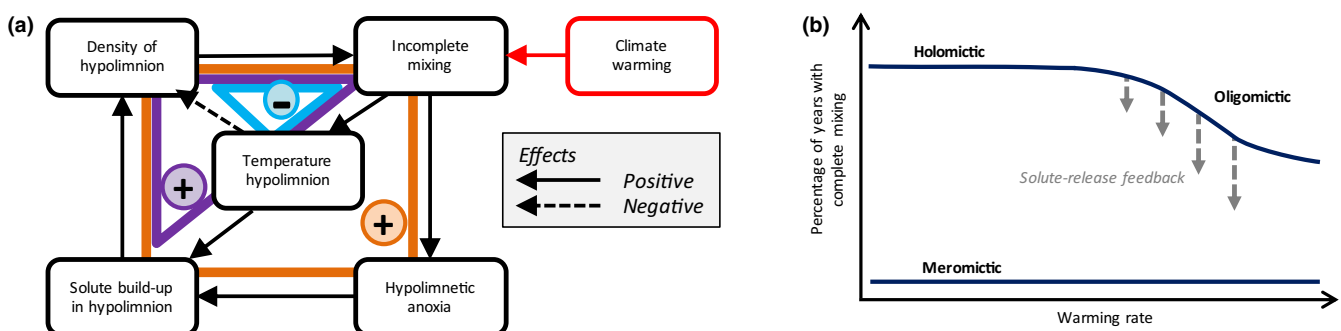 (a)
Density of
hypolimnion
Incomplete
mixing
Climate
warming
-
Temperature
hypolimnion
+
+
Effects
Positive
Negative
Solute build-up
in hypolimnion
Hypolimnetic
anoxia
(b)
Percentage of years with
complete mixing
Holomictic
Oligomictic
Solute-release feedback
Meromictic
Warming rate